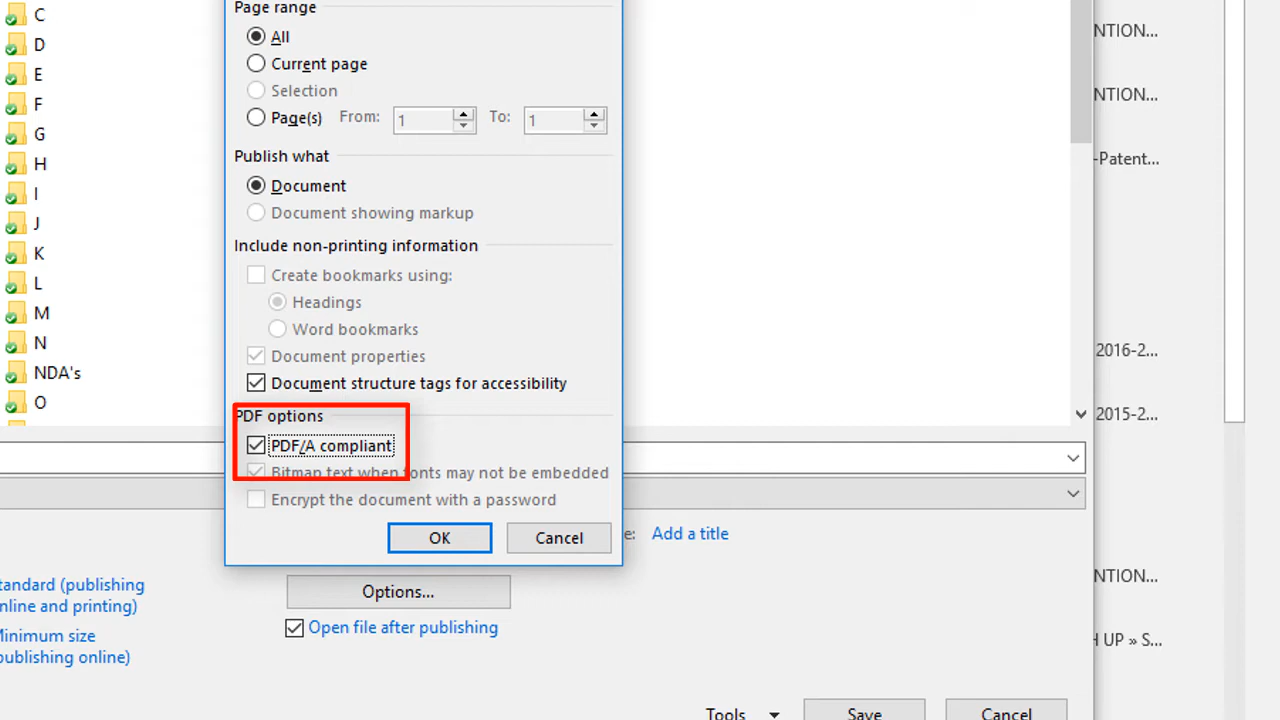 C
D
E
F
G
H
I
J
K
L
M
N
NDA's
O
Page range
All
Current page
Selection
Page(s) From: 1 To: 1
Publish what
Document
Document showing markup
Include non-printing information
Create bookmarks using:
Headings
Word bookmarks
Document properties
Document structure tags for accessibility
PDF options
PDF/A compliant
Bitmap text when fonts may not be embedded
Encrypt the document with a password
OK Cancel
e: Add a title
tandard (publishing
nline and printing)
Minimum size
publishing online)
Options...
Open file after publishing
Tools Save Cancel
NTION...
NTION...
-Patent...
2016-2...
2015-2...
NTION...
H UP » S...